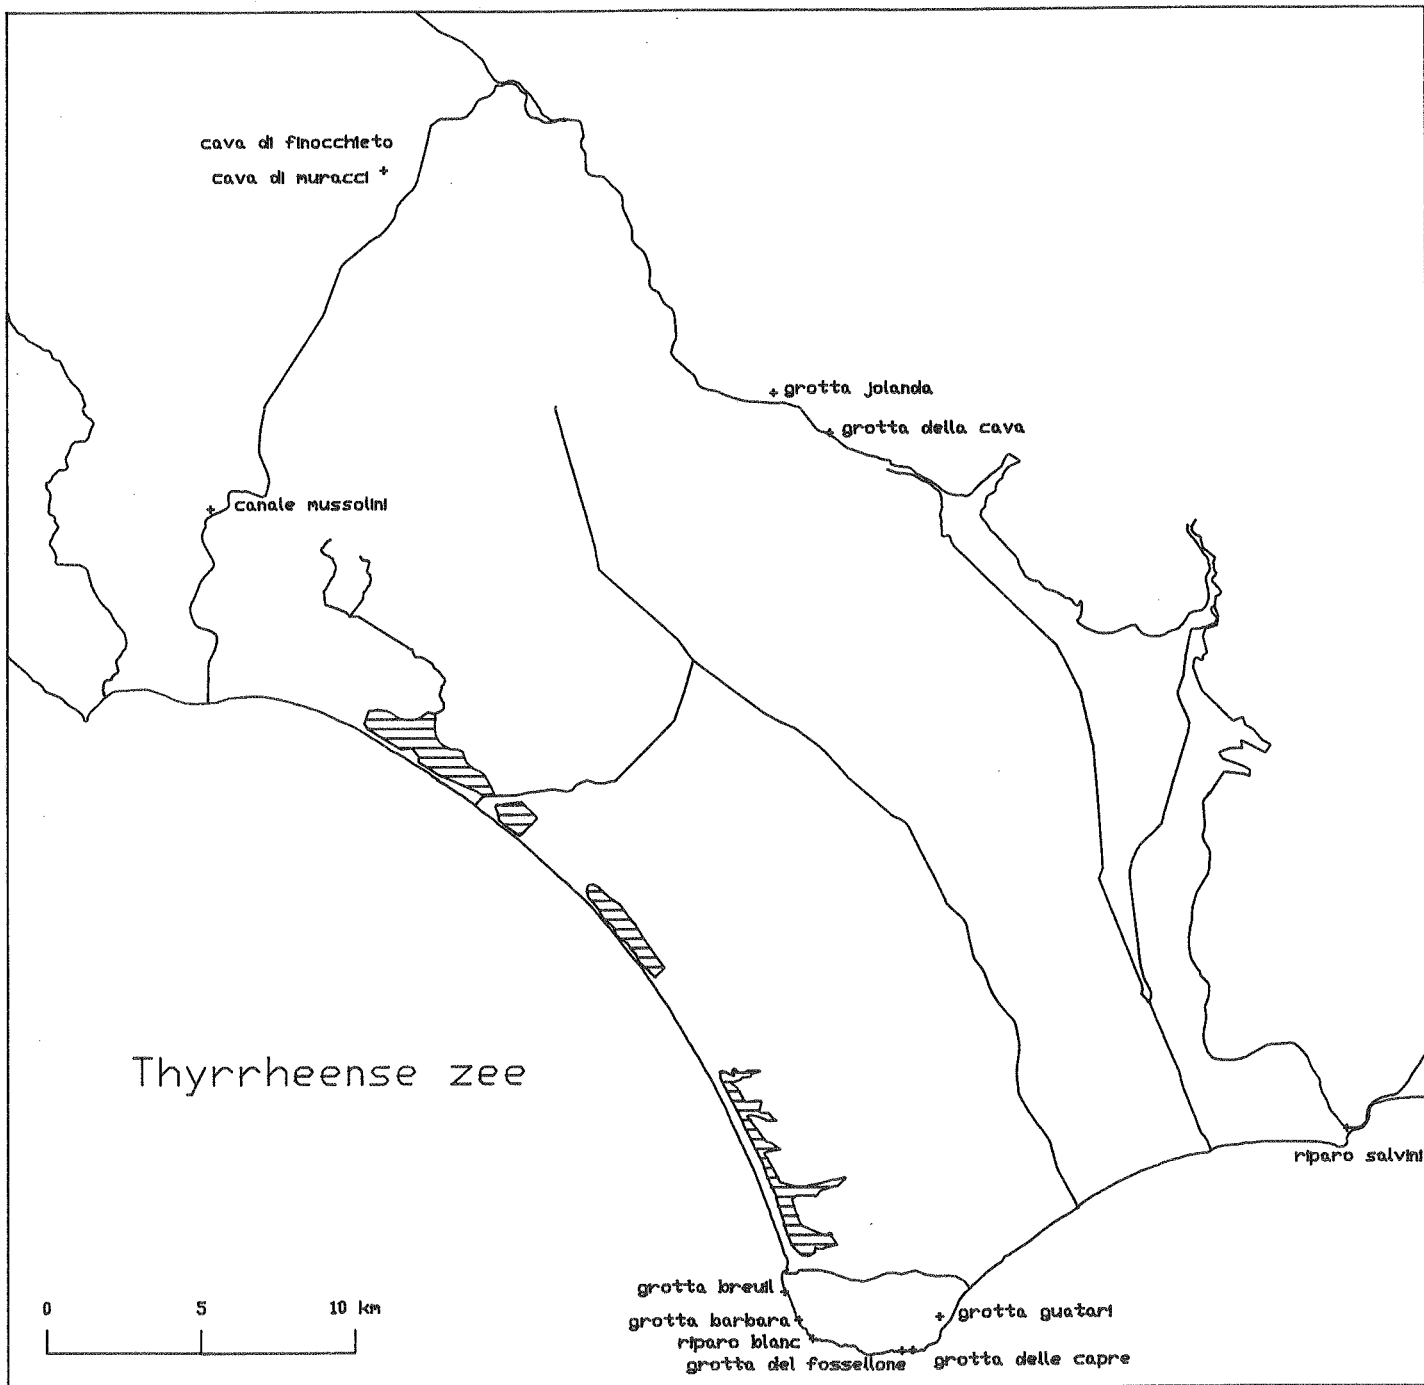 cava di finocchieto
cava di muracci
grotta jolanda
grotta della cava
canale mussolini
Thyrrheense zee
riparo salvini
grotta breuil
0 5 10 km
grotta guatari
grotta barbara
riparo blanc
grotta del fossellone
grotta delle capre